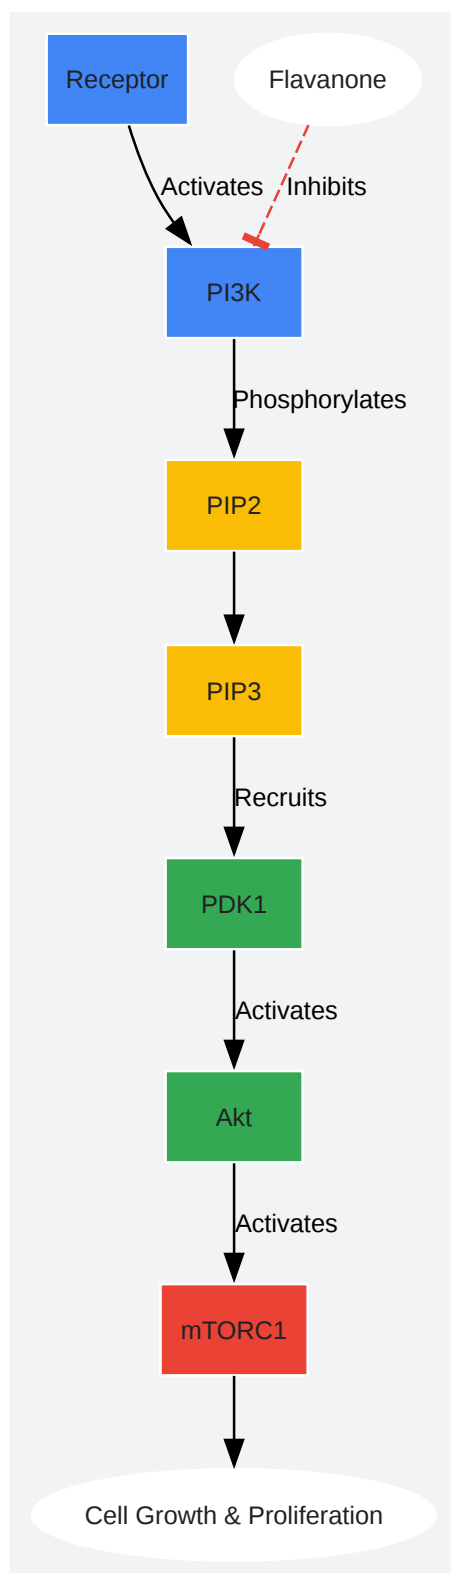 Receptor
Flavanone
Activates
Inhibits
PI3K
Phosphorylates
PIP2
PIP3
Recruits
PDK1
Activates
Akt
Activates
mTORC1
Cell Growth & Proliferation